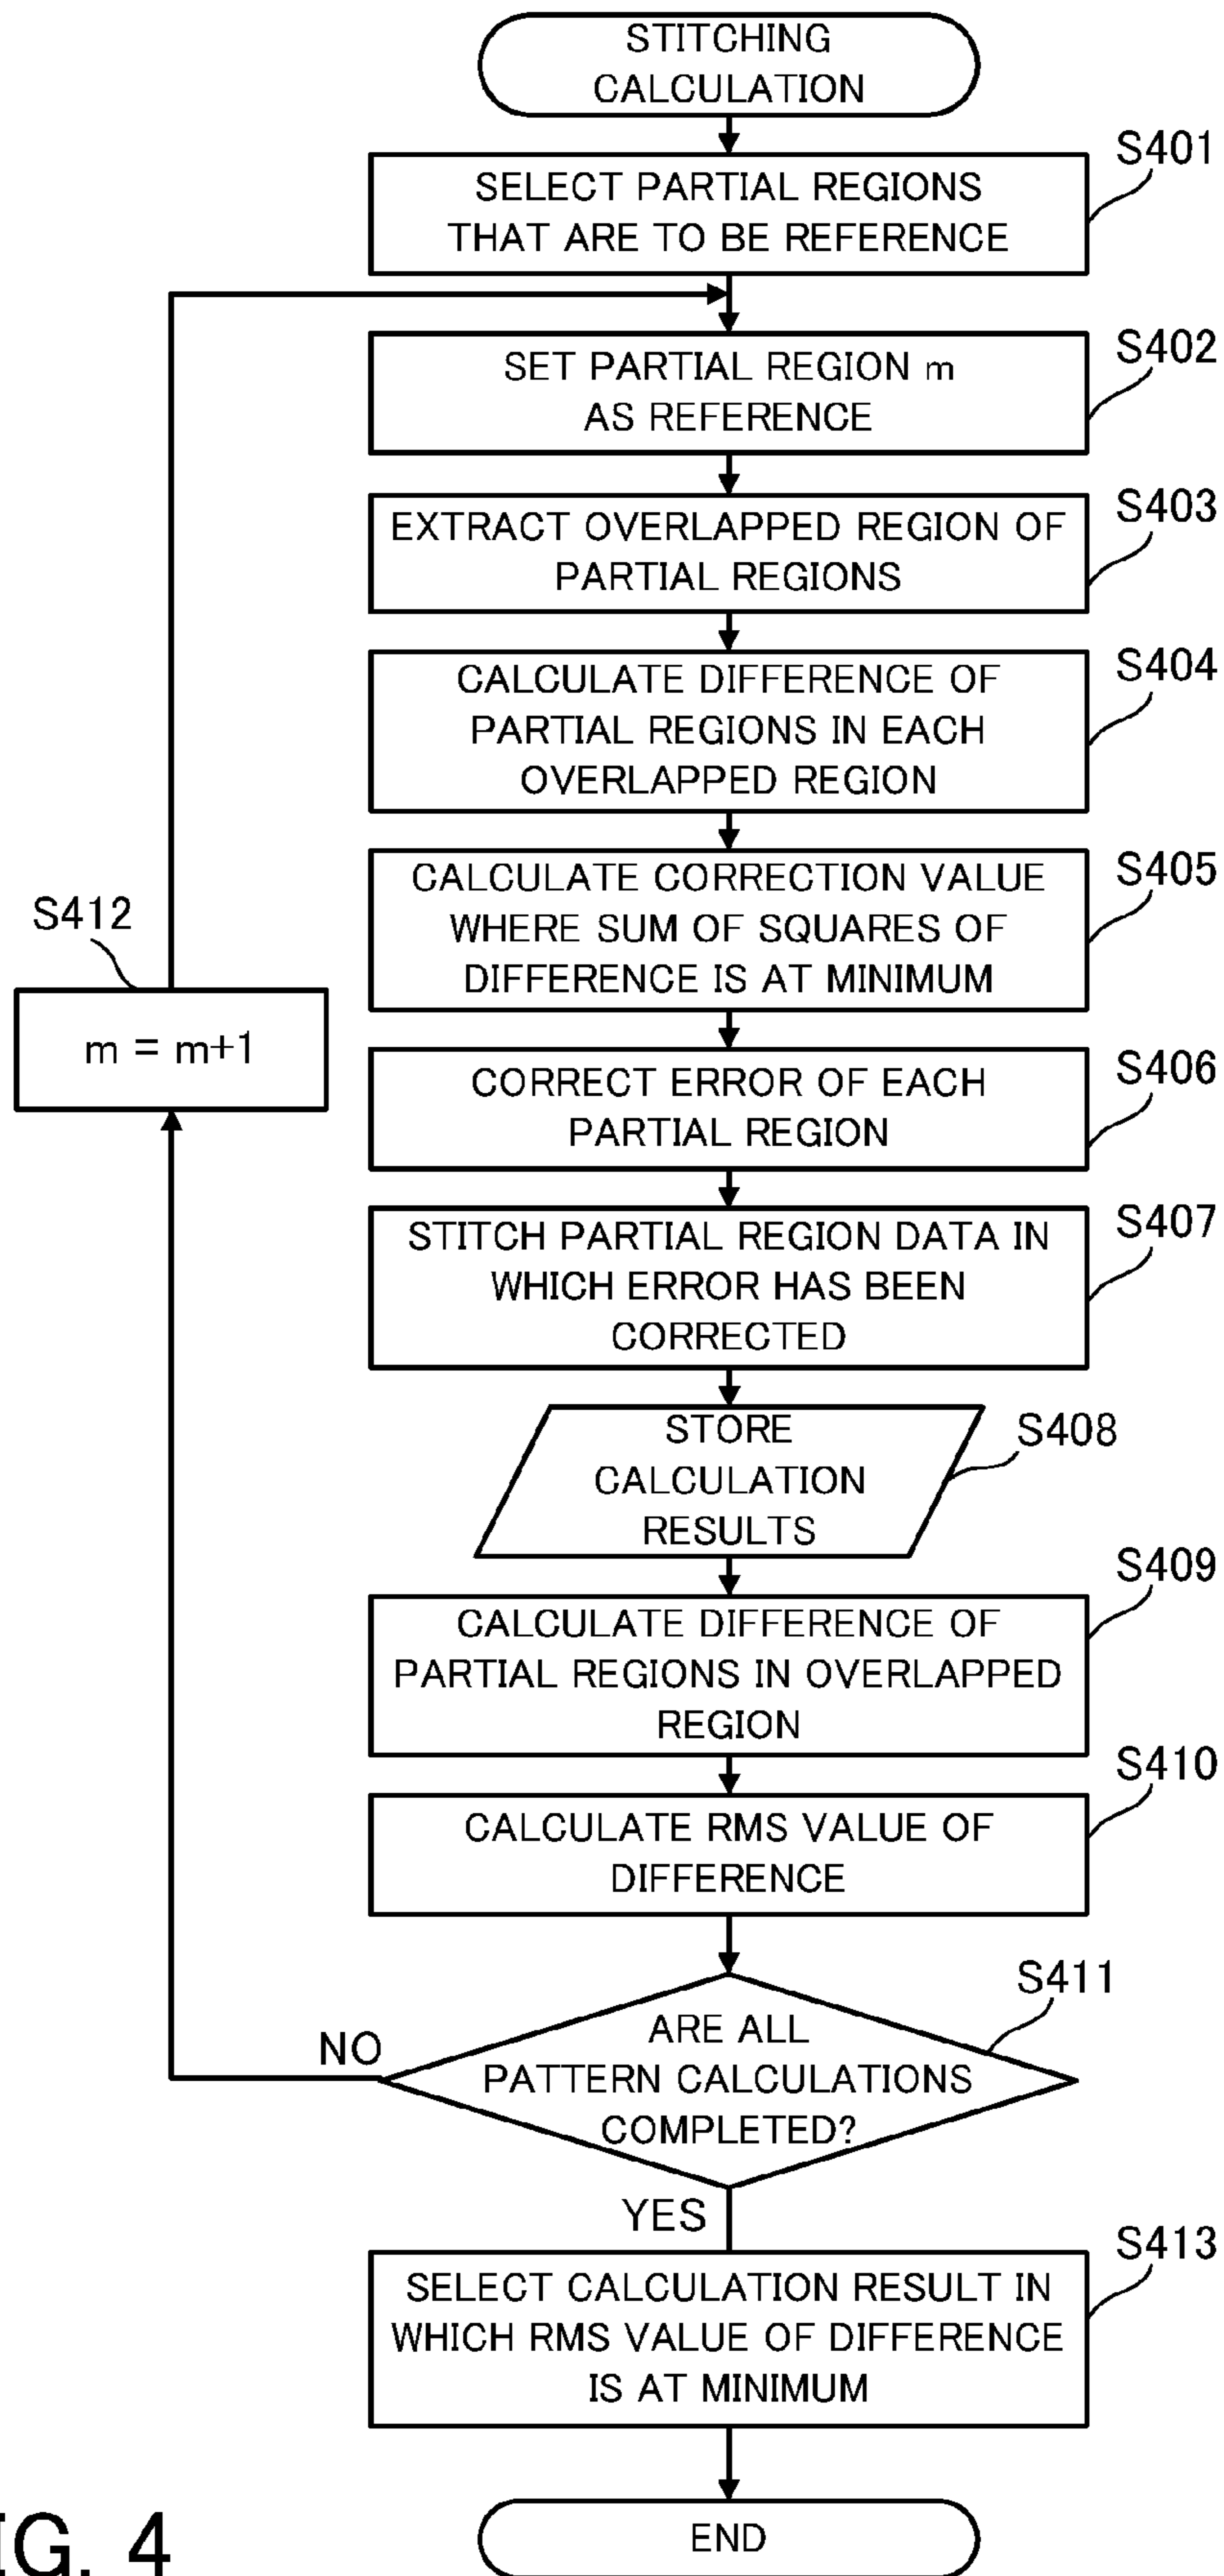 STITCHING
CALCULATION
S401
SELECT PARTIAL REGIONS
THAT ARE TO BE REFERENCE
S402
SET PARTIAL REGION m
AS REFERENCE
S403
EXTRACT OVERLAPPED REGION OF
PARTIAL REGIONS
S404
CALCULATE DIFFERENCE OF
PARTIAL REGIONS IN EACH
OVERLAPPED REGION
S405
CALCULATE CORRECTION VALUE
WHERE SUM OF SQUARES OF
DIFFERENCE IS AT MINIMUM
S412
m = m+1
S406
CORRECT ERROR OF EACH
PARTIAL REGION
S407
STITCH PARTIAL REGION DATA IN
WHICH ERROR HAS BEEN
CORRECTED
S408
STORE
CALCULATION
RESULTS
S409
CALCULATE DIFFERENCE OF
PARTIAL REGIONS IN OVERLAPPED
REGION
S410
CALCULATE RMS VALUE OF
DIFFERENCE
S411
ARE ALL
PATTERN CALCULATIONS
COMPLETED?
NO
YES
S413
SELECT CALCULATION RESULT IN
WHICH RMS VALUE OF DIFFERENCE
IS AT MINIMUM
END
IG. 4